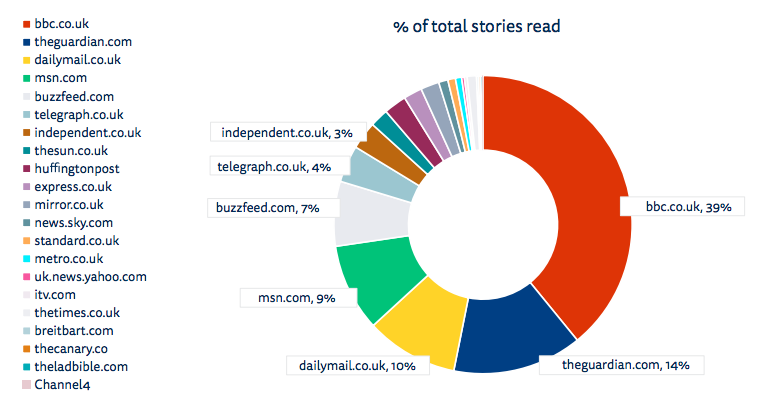 % of total stories read
bbc.co.uk
theguardian.com
dailymail.co.uk
msn.com
buzzfeed.com
telegraph.co.uk
independent.co.uk
thesun.co.uk
huffingtonpost
express.co.uk
mirror.co.uk
news.sky.com
standard.co.uk
metro.co.uk
uk.news.yahoo.com
itv.com
thetimes.co.uk
breitbart.com
thecanary.co
theladbible.com
Channel4
independent.co.uk, 3%
telegraph.co.uk, 4%
buzzfeed.com, 7%
bbc.co.uk, 39%
msn.com, 9%
dailymail.co.uk, 10%
theguardian.com, 14%